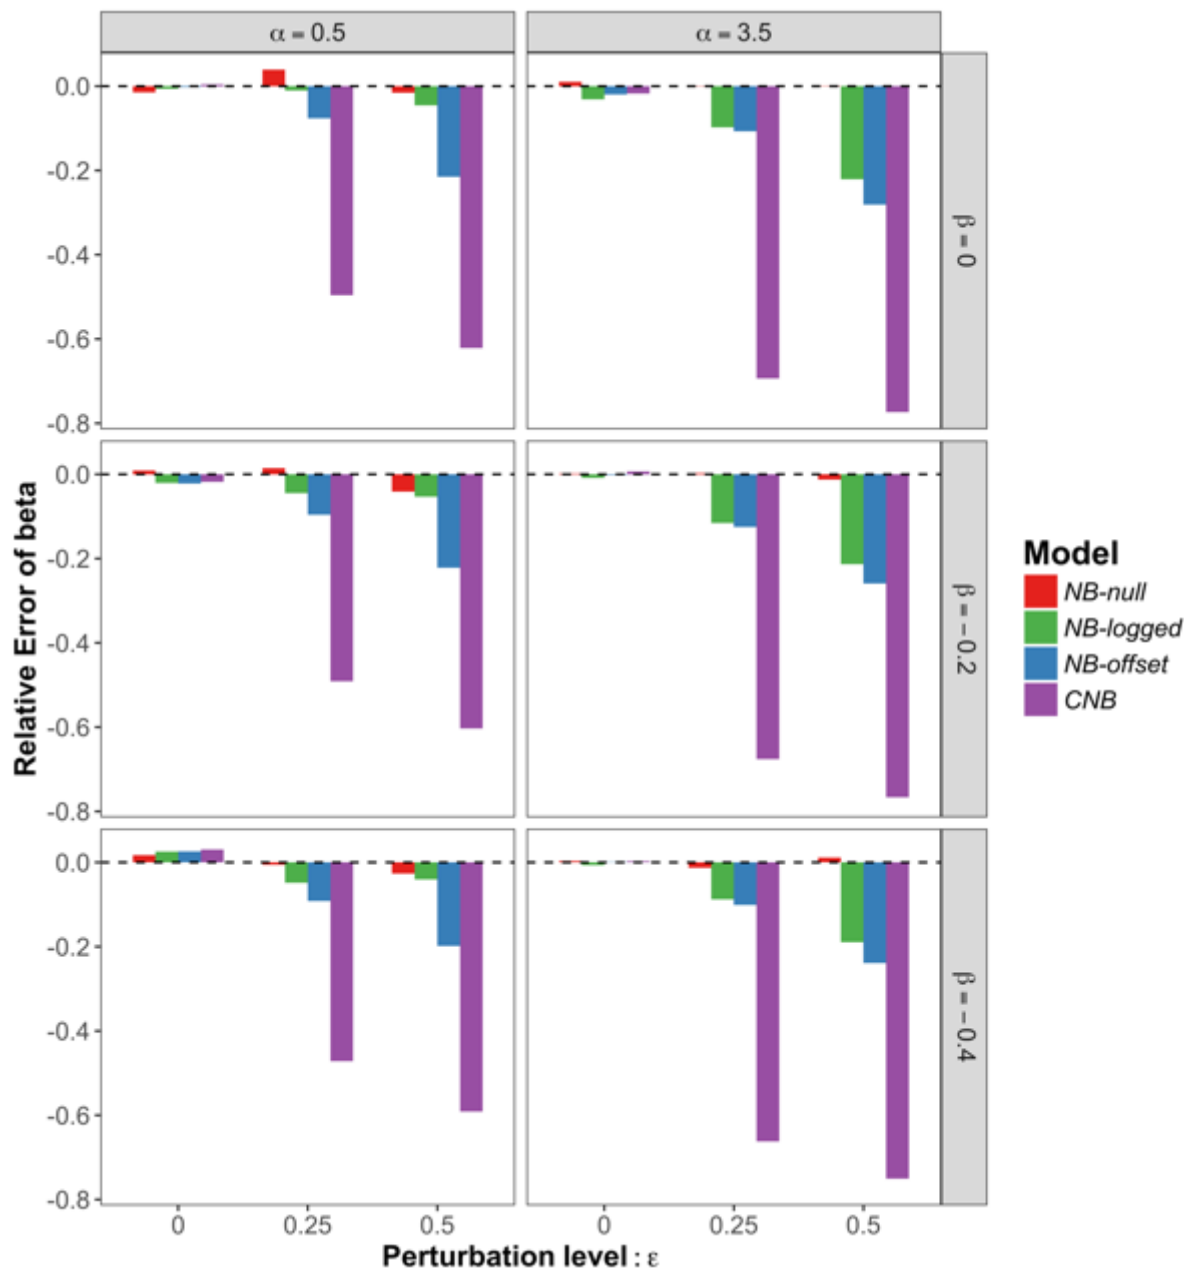 α = 0.5
α = 3.5
0.0
-0.2
-0.4
-0.6
-0.8
β = 0
0.0
-0.2
-0.4
-0.6
-0.8
β = −0.2
0.0
-0.2
-0.4
-0.6
-0.8
β = −0.4
Relative Error of beta
0
0.25
0.5
0
0.25
0.5
Perturbation level : ε
Model
NB-null
NB-logged
NB-offset
CNB